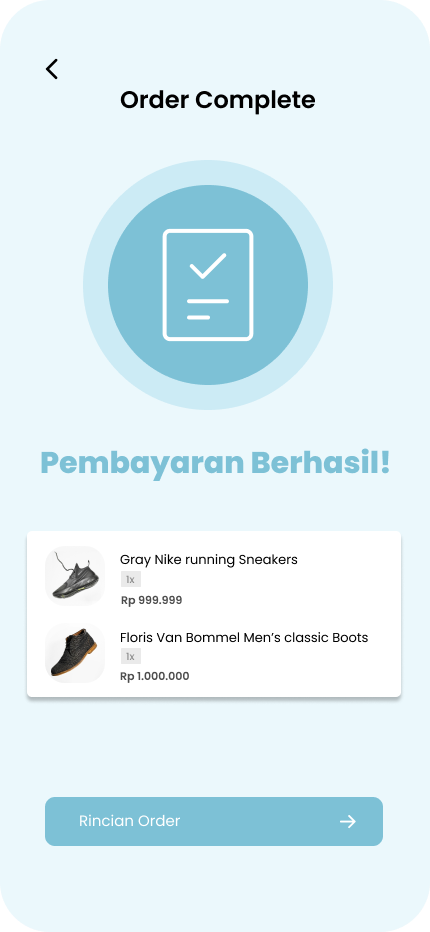 Order Complete
Pembayaran Berhasil!
Gray Nike running Sneakers
1x
Rp 999.999
Floris Van Bommel Men’s classic Boots
1x
Rp 1.000.000
Rincian Order